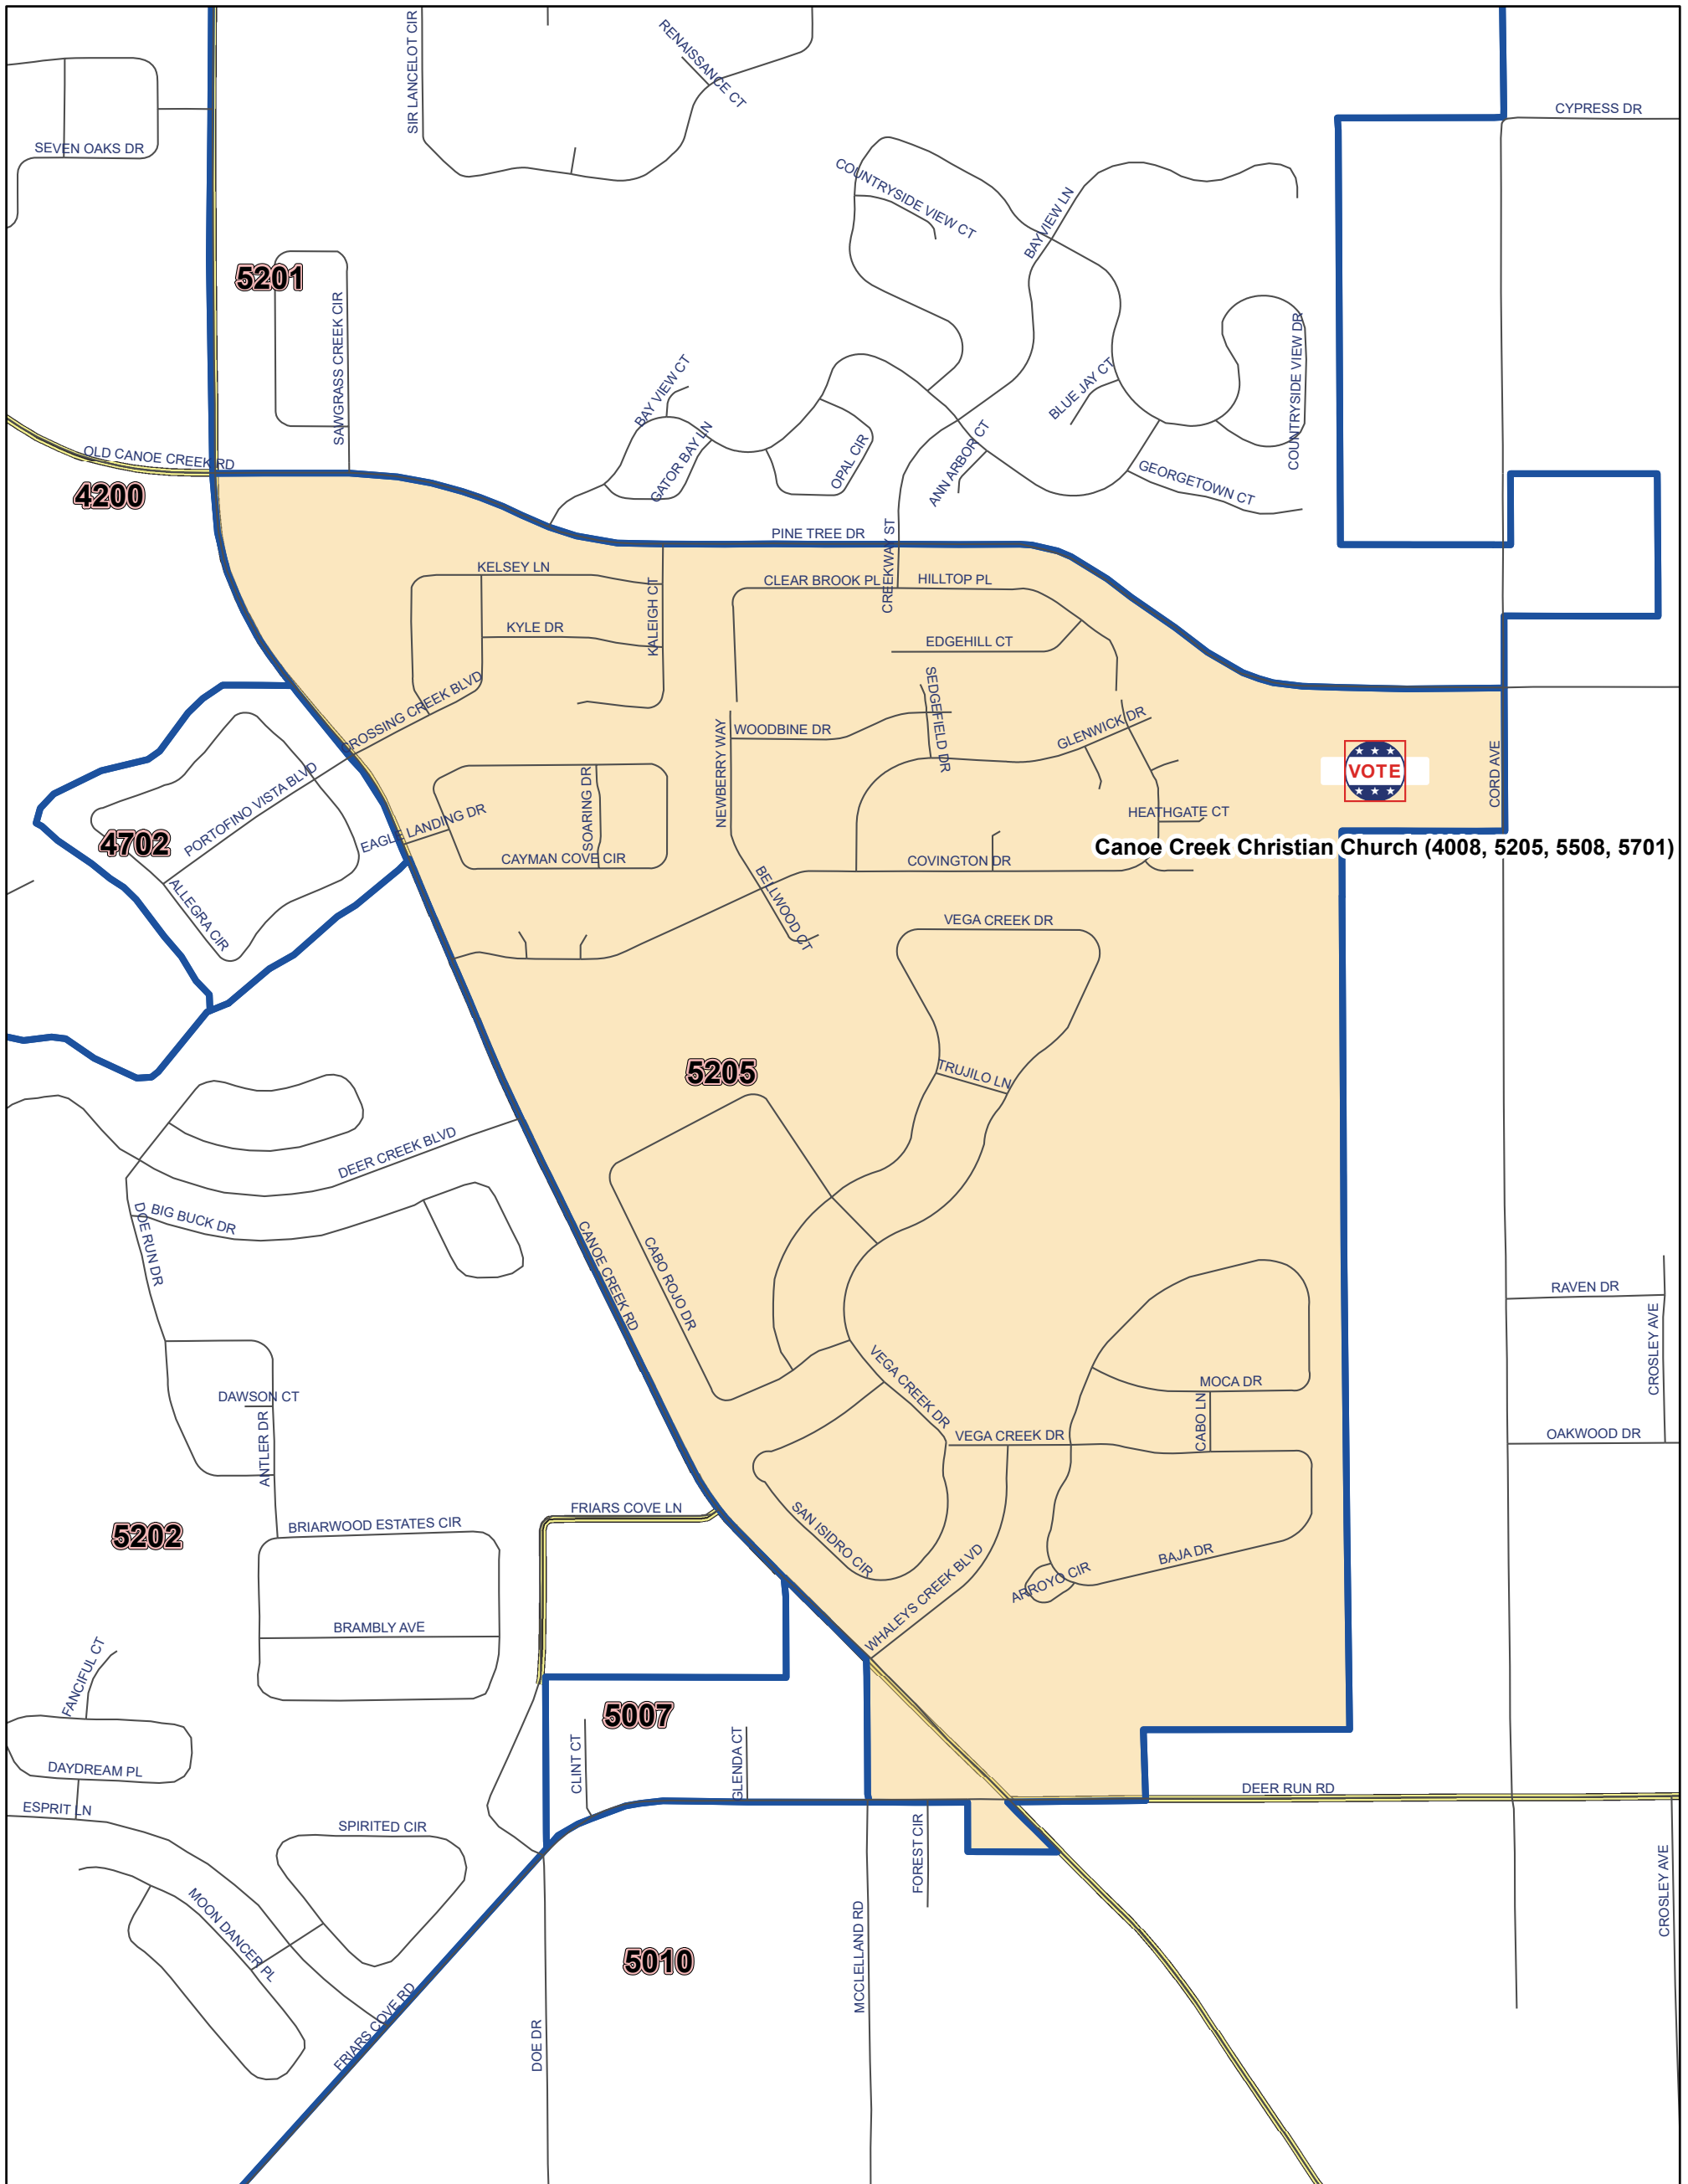 SIR LANCELOT CIR
RENAISSANCE CT
CYPRESS DR
SEVEN OAKS DR
COUNTRYSIDE VIEW CT
BAYVIEW LN
5201
SAWGRASS CREEK CIR
COUNTRYSIDE VIEW DR
BAY VIEW CT
BLUE JAY CT
GATOR BAY LN
OPAL CIR
ANN ARBOR CT
OLD CANOE CREEK RD
GEORGETOWN CT
4200
PINE TREE DR
CREEKWAY ST
KELSEY LN
CLEAR BROOK PL
HILLTOP PL
KALEIGH CT
KYLE DR
EDGEHILL CT
SEDGEFIELD DR
CROSSING CREEK BLVD
NEWBERRY WAY
WOODBINE DR
GLENWICK DR
VOTE
CORD AVE
PORTOFINO VISTA BLVD
SOARING DR
EAGLE LANDING DR
HEATHGATE CT
4702
Canoe Creek Christian Church (4008, 5205, 5508, 5701)
CAYMAN COVE CIR
COVINGTON DR
ALLEGRA CIR
BELLWOOD CT
VEGA CREEK DR
5205
TRUJILO LN
DEER CREEK BLVD
DOE RUN DR
BIG BUCK DR
CANOE CREEK RD
CABO ROJO DR
RAVEN DR
CROSLEY AVE
VEGA CREEK DR
MOCA DR
DAWSON CT
CABO LN
ANTLER DR
VEGA CREEK DR
OAKWOOD DR
FRIARS COVE LN
5202
BRIARWOOD ESTATES CIR
SAN ISIDRO CIR
BAJA DR
WHALEYS CREEK BLVD
ARROYO CIR
BRAMBLY AVE
FANCIFUL CT
5007
CLINT CT
GLENDA CT
DAYDREAM PL
DEER RUN RD
ESPRIT LN
SPIRITED CIR
FOREST CIR
CROSLEY AVE
MOON DANCER PL
5010
MCCLELLAND RD
FRIARS COVE RD
DOE DR